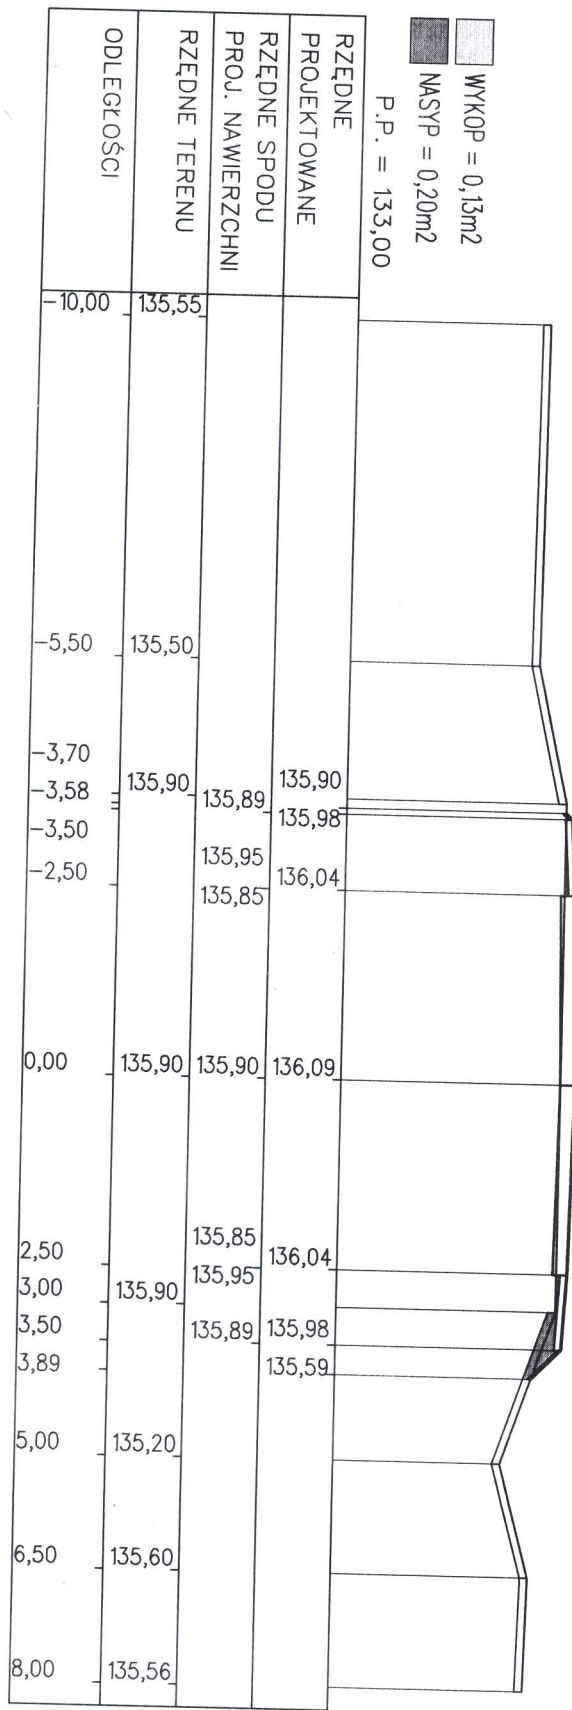 WYKOP = 0,13m2
NASYP = 0,20m2
P.P. = 133,00
RZĘDNE
PROJEKTOWANE
135,90 135,98 136,04 136,09 136,04 135,98 135,59
RZĘDNE SPODU
PROJ. NAWIERZCHNI
135,89 135,95 135,85 135,90 135,85 135,95 135,89
RZĘDNE TERENU
135,55 135,50 135,90 135,90 135,90 135,20 135,60 135,56
ODLEGŁOŚCI
-10,00 -5,50 -3,70 -3,58 -3,50 -2,50 0,00 2,50 3,00 3,50 3,89 5,00 6,50 8,00